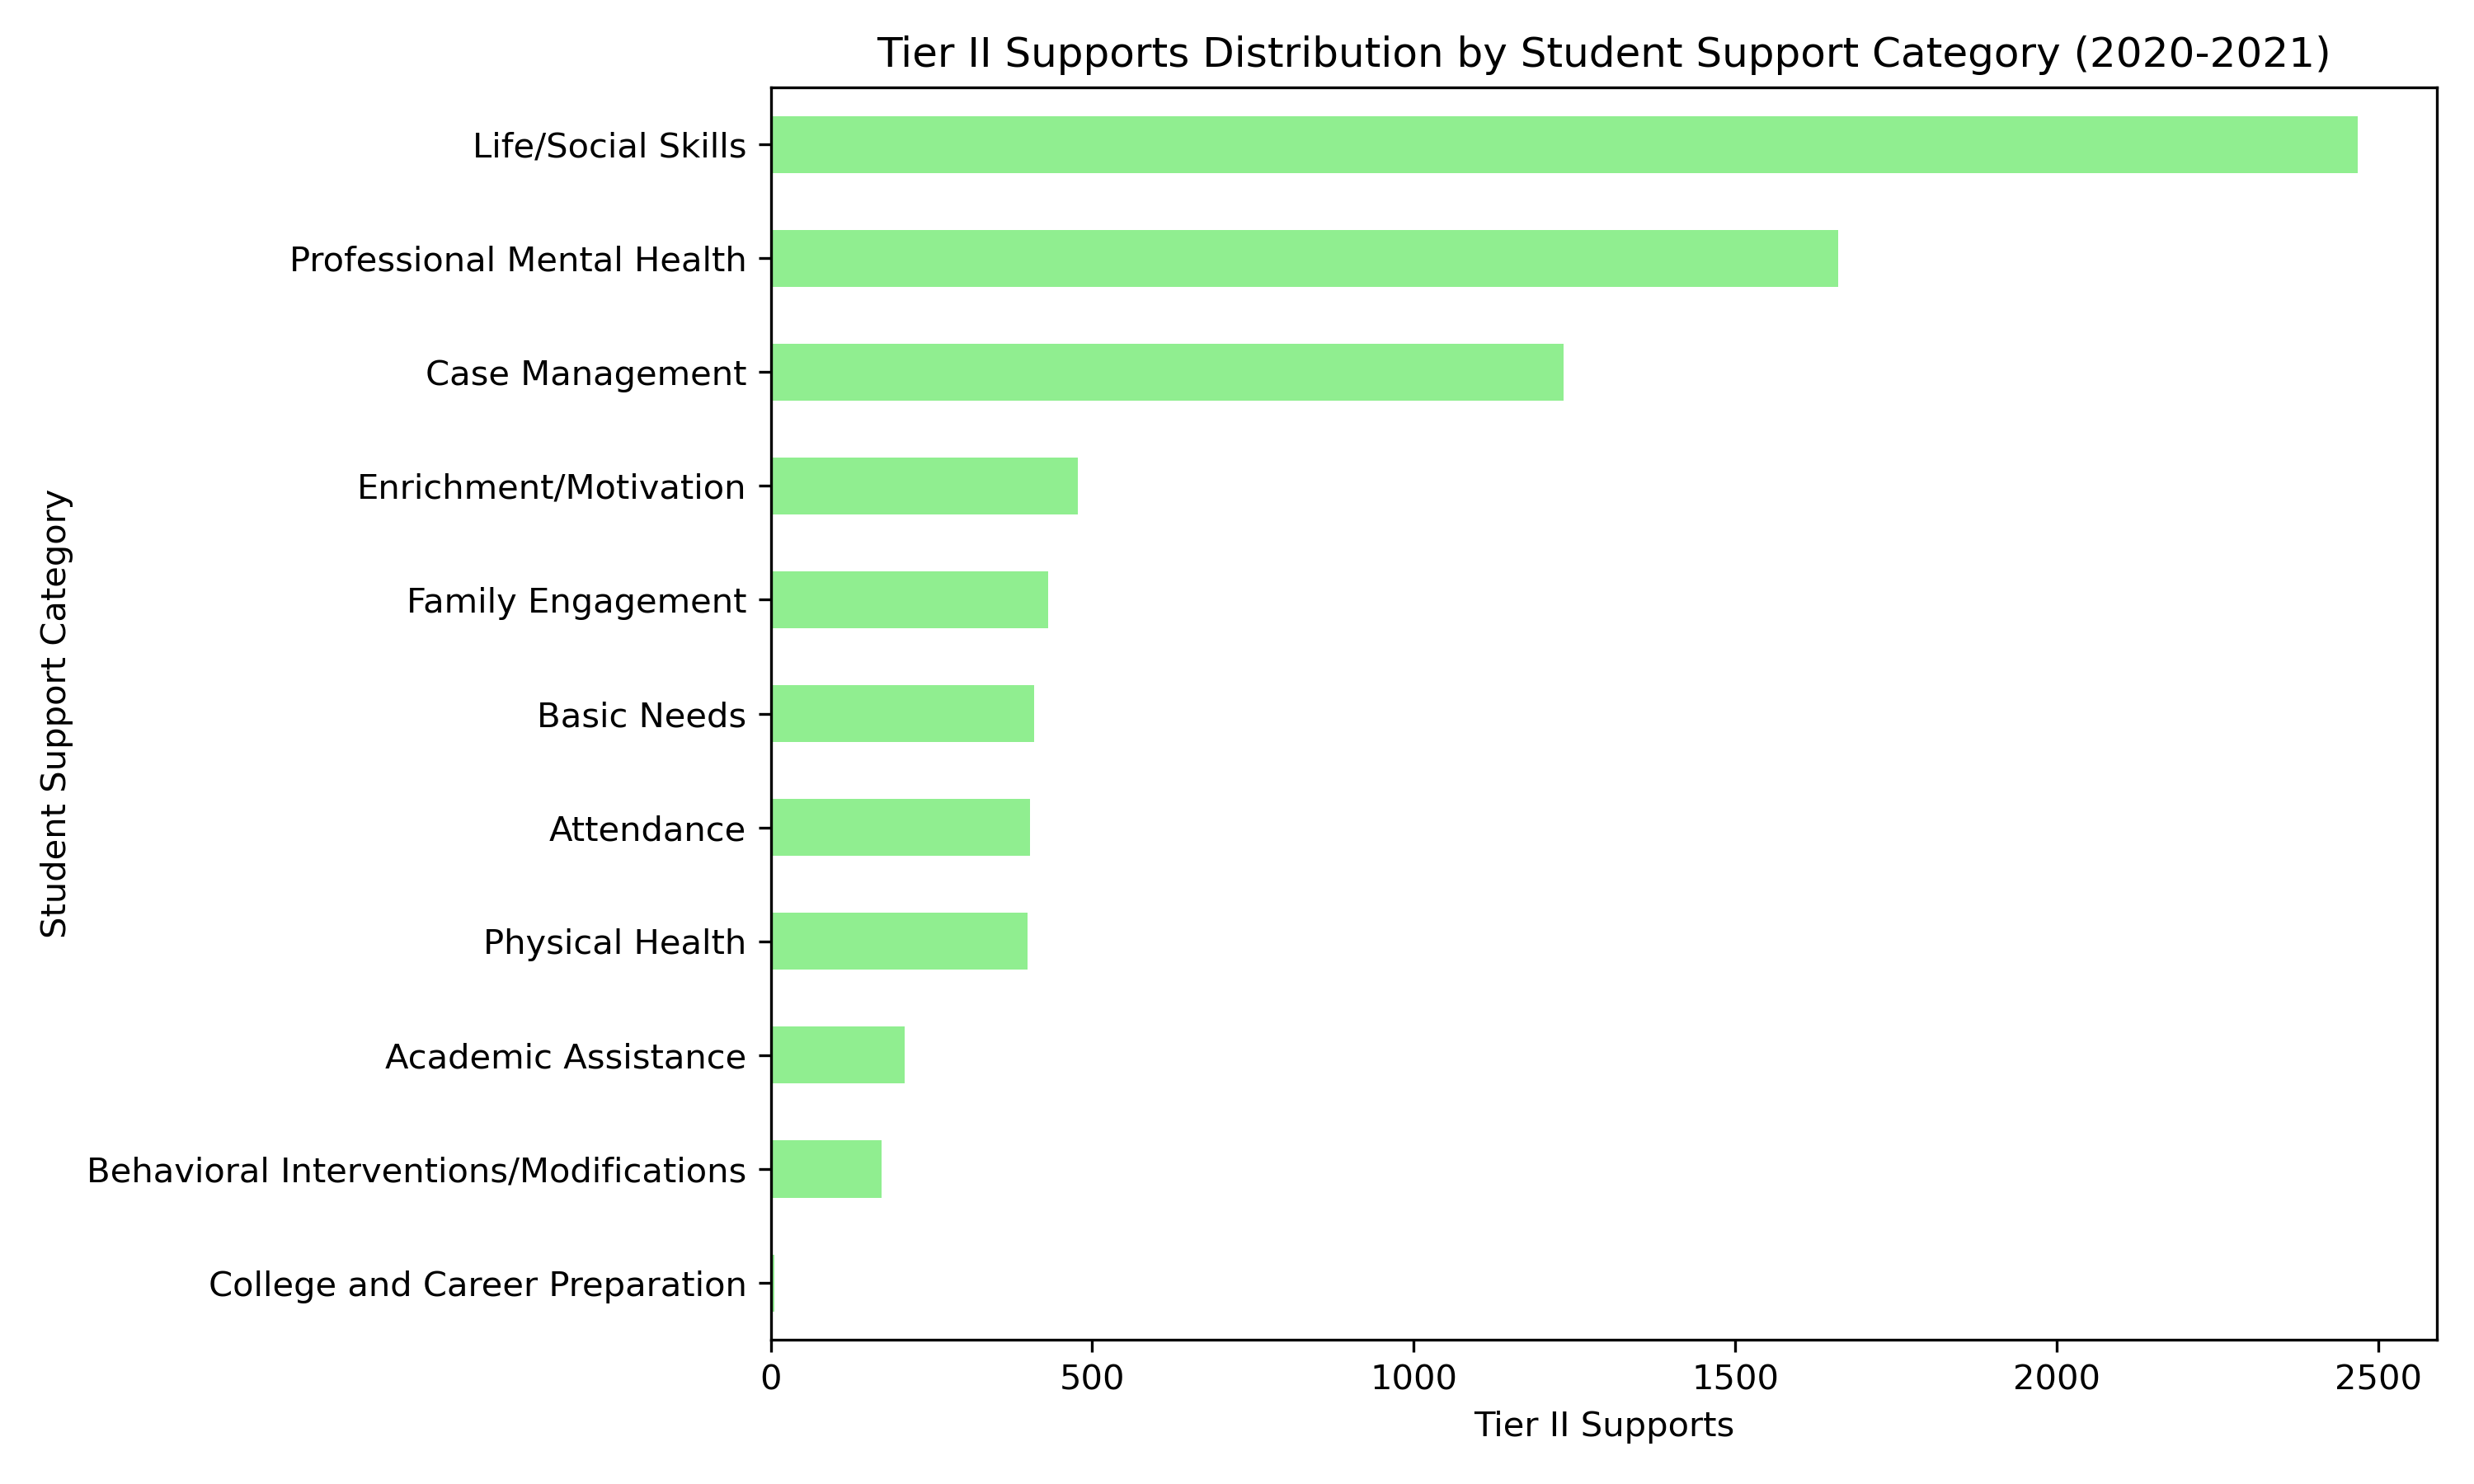 Tier II Supports Distribution by Student Support Category (2020-2021)
Student Support Category
Life/Social Skills
Professional Mental Health
Case Management
Enrichment/Motivation
Family Engagement
Basic Needs
Attendance
Physical Health
Academic Assistance
Behavioral Interventions/Modifications
College and Career Preparation
0 500 1000 1500 2000 2500
Tier II Supports